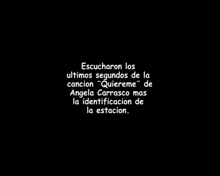 Escucharon los
ultimos segundos de la
cancion ¨Quiereme¨ de
Angela Carrasco mas
la identificacion de
la estacion.